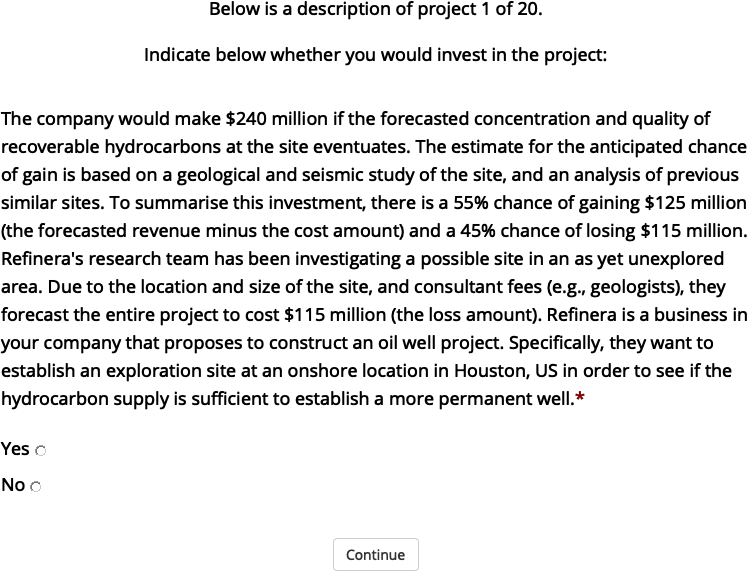 Below is a description of project 1 of 20.
Indicate below whether you would invest in the project:
The company would make $240 million if the forecasted concentration and quality of
recoverable hydrocarbons at the site eventuates. The estimate for the anticipated chance
of gain is based on a geological and seismic study of the site, and an analysis of previous
similar sites. To summarise this investment, there is a 55% chance of gaining $125 million
(the forecasted revenue minus the cost amount) and a 45% chance of losing $115 million.
Refinera's research team has been investigating a possible site in an as yet unexplored
area. Due to the location and size of the site, and consultant fees (e.g., geologists), they
forecast the entire project to cost $115 million (the loss amount). Refinera is a business in
your company that proposes to construct an oil well project. Specifically, they want to
establish an exploration site at an onshore location in Houston, US in order to see if the
hydrocarbon supply is sufficient to establish a more permanent well.*
Yes
No
Continue